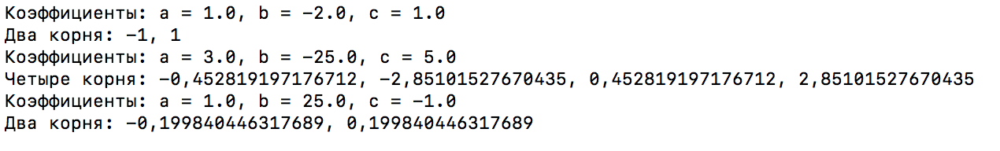 Коэффициенты: a = 1.0, b = -2.0, c = 1.0
Два корня: -1, 1
Коэффициенты: a = 3.0, b = -25.0, c = 5.0
Четыре корня: -0,452819197176712, -2,85101527670435, 0,452819197176712, 2,85101527670435
Коэффициенты: a = 1.0, b = 25.0, c = -1.0
Два корня: -0,199840446317689, 0,199840446317689